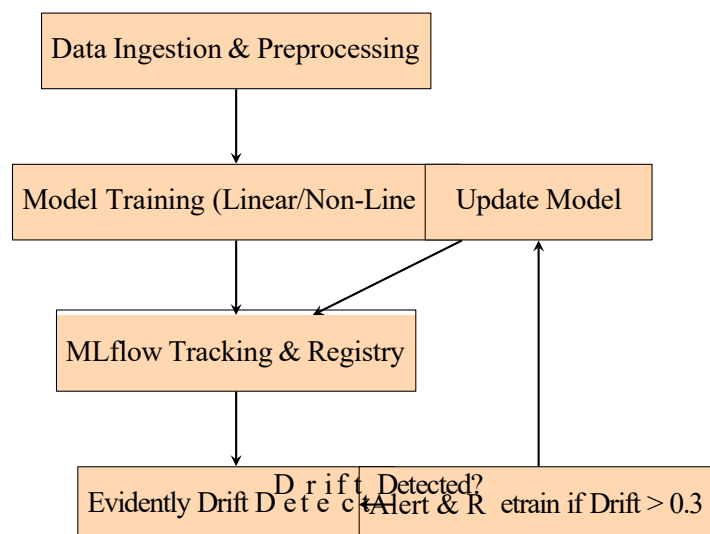 Data Ingestion & Preprocessing
Model Training (Linear/Non-Line
Update Model
MLflow Tracking & Registry
Drift Detected?
Evidently Drift Detect
Alert & Retrain if Drift > 0.3